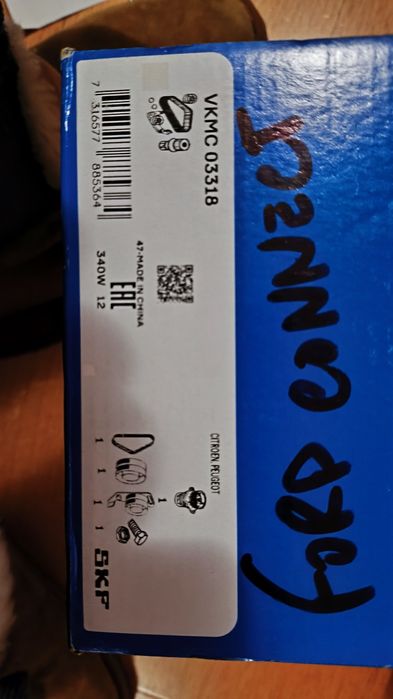 VKMC 03318
7 316577 885364
47-MADE IN CHINA
EAC
340W 12
CITROEN, PEUGEOT
1
1 1 1 1
SKF
FORD CONNECT